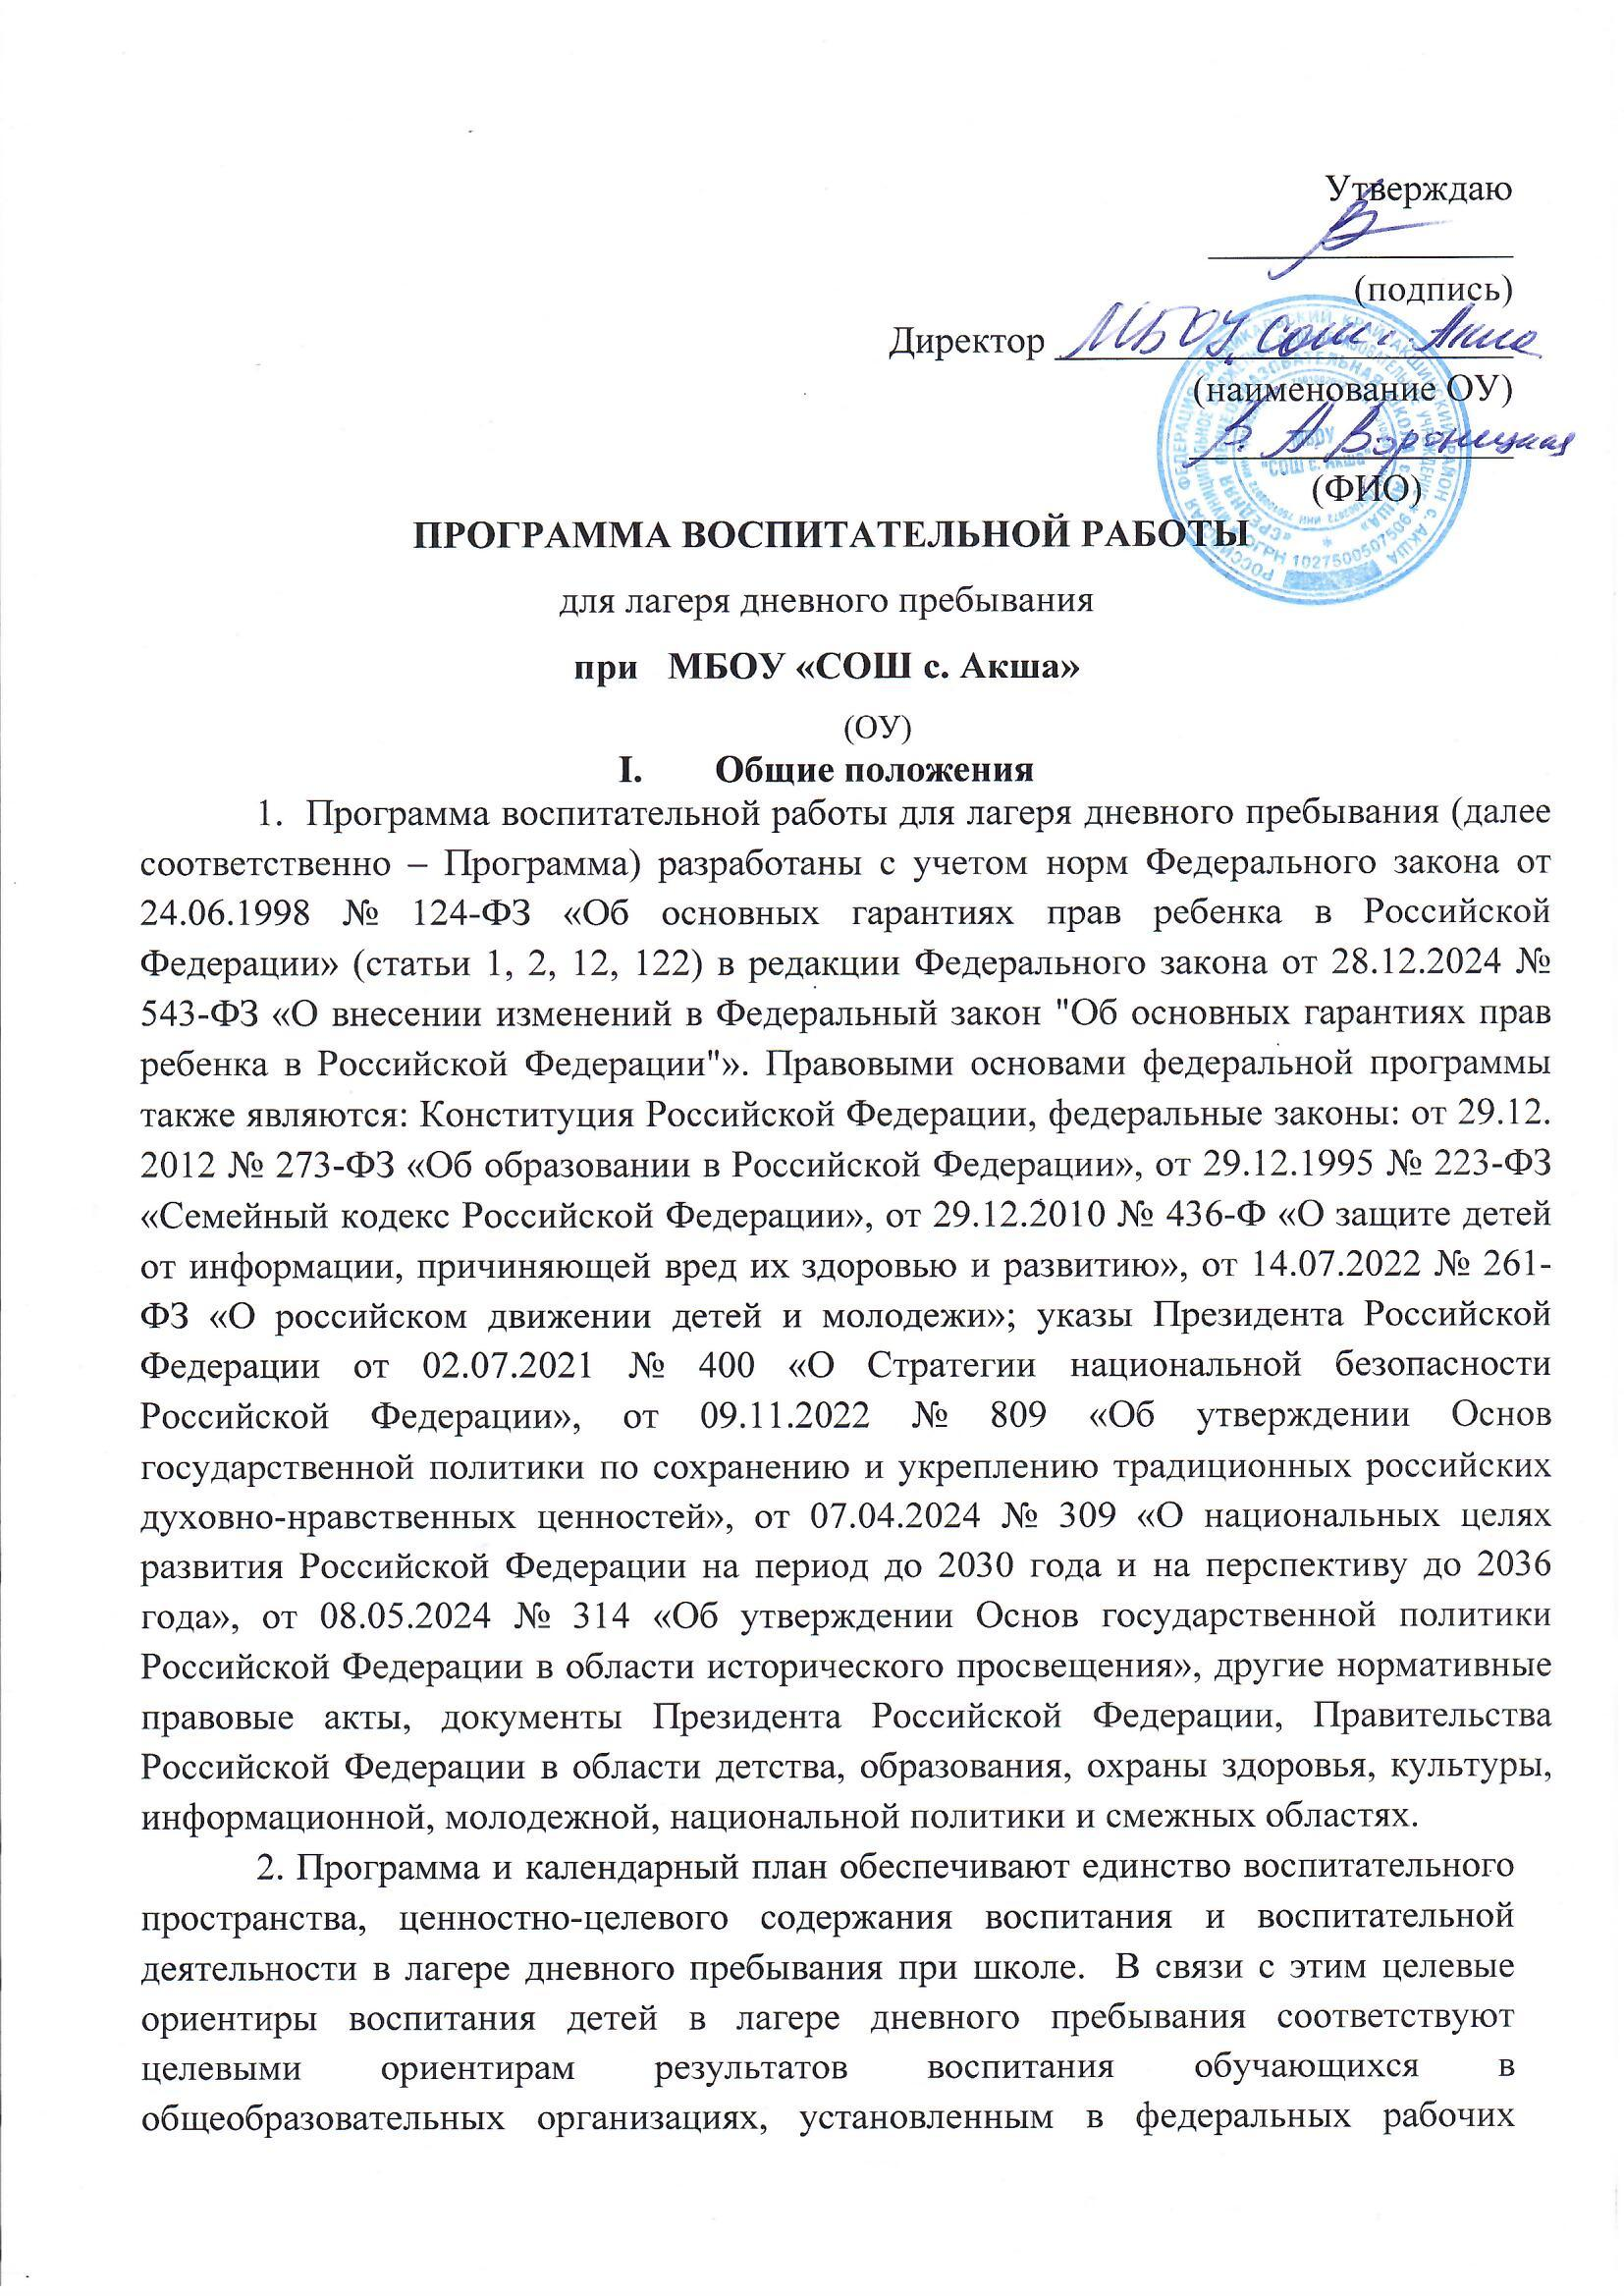 Утверждаю
(подпись)
Директор МБОУ СОШ с. Акша
(наименование ОУ)
В. А. Вороницкая
(ФИО)
МБОУ
"СОШ с. Акша"
ОГРН 1027500507509
ПРОГРАММА ВОСПИТАТЕЛЬНОЙ РАБОТЫ
для лагеря дневного пребывания
при МБОУ «СОШ с. Акша»
(ОУ)
I. Общие положения
1. Программа воспитательной работы для лагеря дневного пребывания (далее
соответственно – Программа) разработаны с учетом норм Федерального закона от
24.06.1998 № 124-ФЗ «Об основных гарантиях прав ребенка в Российской
Федерации» (статьи 1, 2, 12, 122) в редакции Федерального закона от 28.12.2024 №
543-ФЗ «О внесении изменений в Федеральный закон "Об основных гарантиях прав
ребенка в Российской Федерации"». Правовыми основами федеральной программы
также являются: Конституция Российской Федерации, федеральные законы: от 29.12.
2012 № 273-ФЗ «Об образовании в Российской Федерации», от 29.12.1995 № 223-ФЗ
«Семейный кодекс Российской Федерации», от 29.12.2010 № 436-Ф «О защите детей
от информации, причиняющей вред их здоровью и развитию», от 14.07.2022 № 261-
ФЗ «О российском движении детей и молодежи»; указы Президента Российской
Федерации от 02.07.2021 № 400 «О Стратегии национальной безопасности
Российской Федерации», от 09.11.2022 № 809 «Об утверждении Основ
государственной политики по сохранению и укреплению традиционных российских
духовно-нравственных ценностей», от 07.04.2024 № 309 «О национальных целях
развития Российской Федерации на период до 2030 года и на перспективу до 2036
года», от 08.05.2024 № 314 «Об утверждении Основ государственной политики
Российской Федерации в области исторического просвещения», другие нормативные
правовые акты, документы Президента Российской Федерации, Правительства
Российской Федерации в области детства, образования, охраны здоровья, культуры,
информационной, молодежной, национальной политики и смежных областях.
2. Программа и календарный план обеспечивают единство воспитательного
пространства, ценностно-целевого содержания воспитания и воспитательной
деятельности в лагере дневного пребывания при школе. В связи с этим целевые
ориентиры воспитания детей в лагере дневного пребывания соответствуют
целевыми ориентирам результатов воспитания обучающихся в
общеобразовательных организациях, установленным в федеральных рабочих